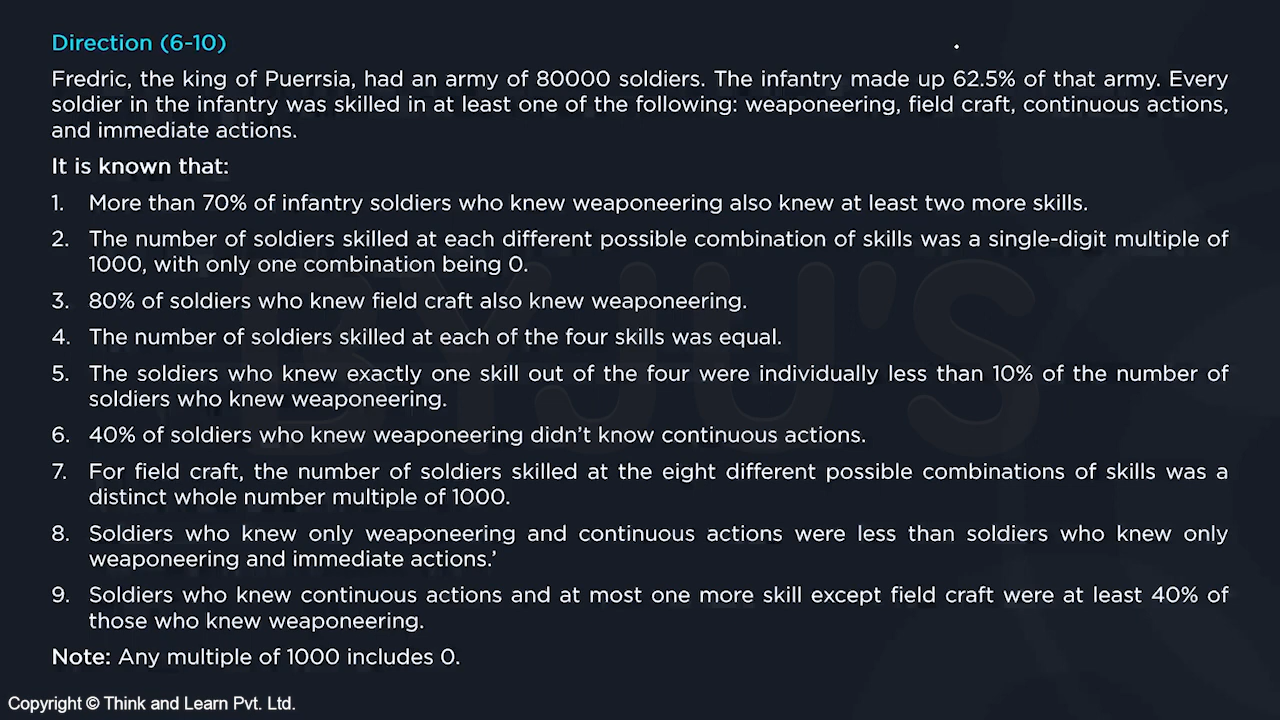 Direction (6-10)
Fredric, the king of Puerrsia, had an army of 80000 soldiers. The infantry made up 62.5% of that army. Every
soldier in the infantry was skilled in at least one of the following: weaponeering, field craft, continuous actions,
and immediate actions.
It is known that:
1. More than 70% of infantry soldiers who knew weaponeering also knew at least two more skills.
2. The number of soldiers skilled at each different possible combination of skills was a single-digit multiple of
1000, with only one combination being 0.
3. 80% of soldiers who knew field craft also knew weaponeering.
4. The number of soldiers skilled at each of the four skills was equal.
5. The soldiers who knew exactly one skill out of the four were individually less than 10% of the number of
soldiers who knew weaponeering.
6. 40% of soldiers who knew weaponeering didn't know continuous actions.
7. For field craft, the number of soldiers skilled at the eight different possible combinations of skills was a
distinct whole number multiple of 1000.
8. Soldiers who knew only weaponeering and continuous actions were less than soldiers who knew only
weaponeering and immediate actions.’
9. Soldiers who knew continuous actions and at most one more skill except field craft were at least 40% of
those who knew weaponeering.
Note: Any multiple of 1000 includes 0.
BYJU'S
Copyright © Think and Learn Pvt. Ltd.